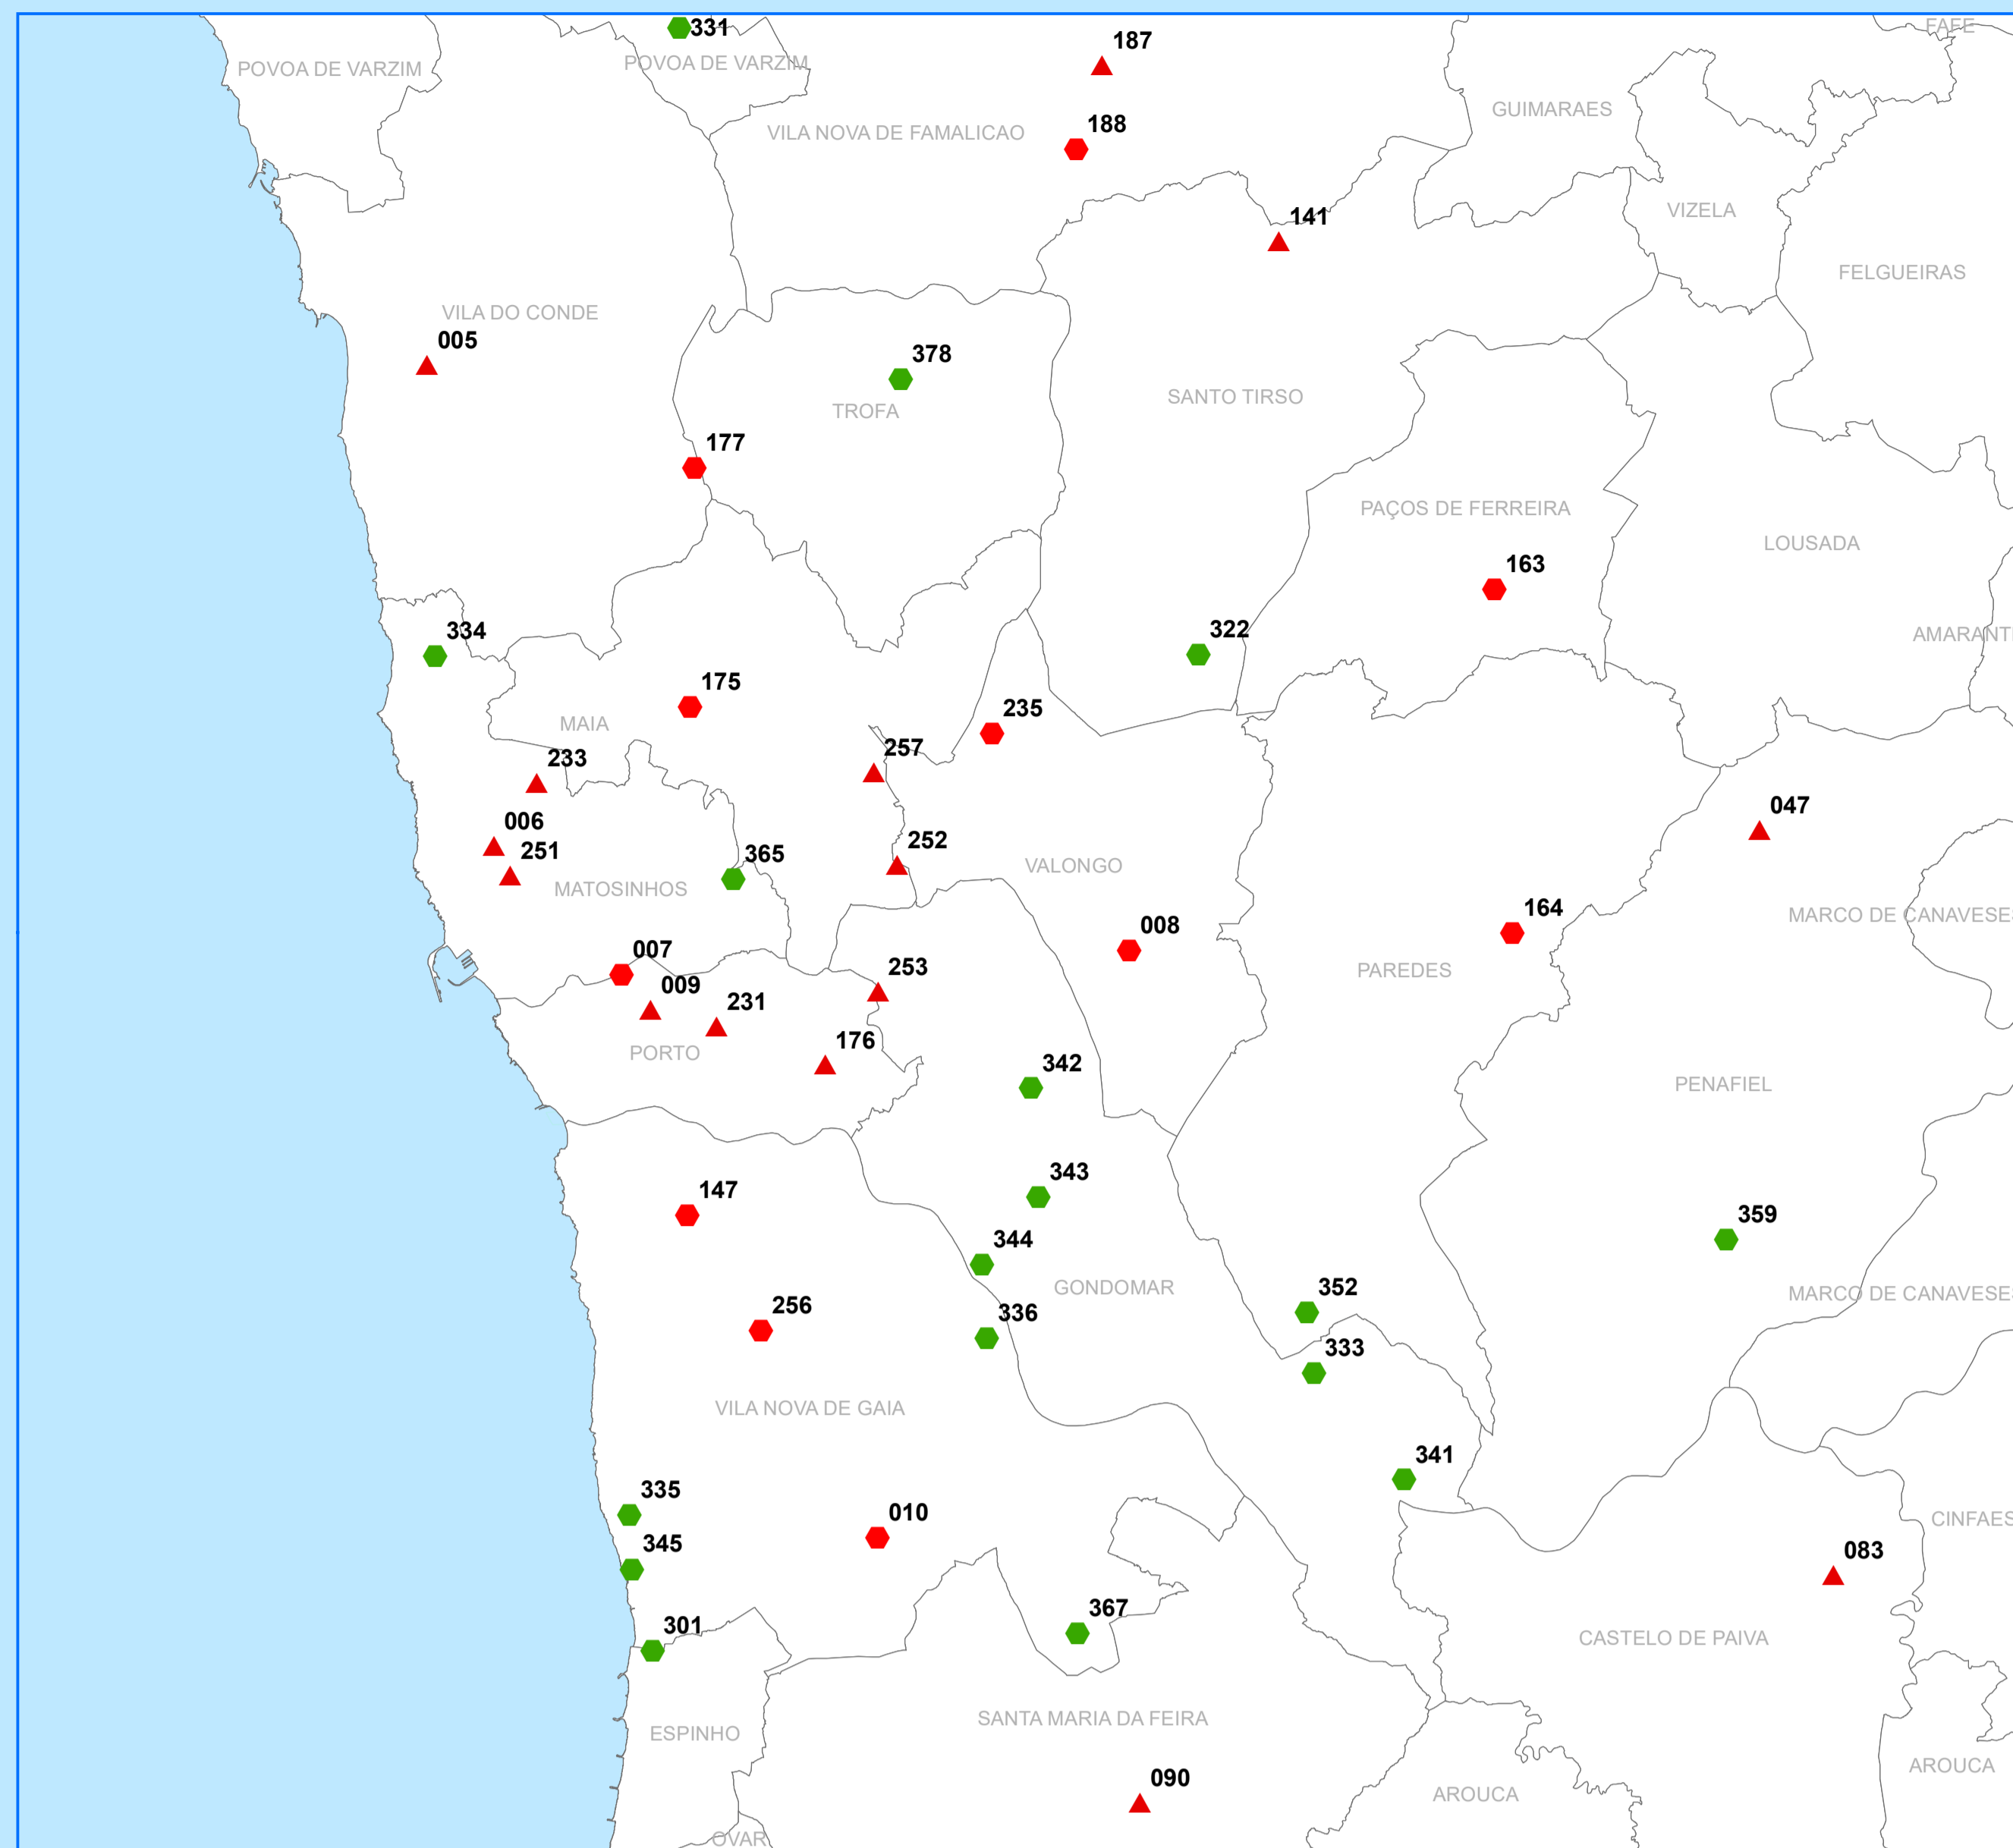 FAFE
331
187
POVOA DE VARZIM
POVOA DE VARZIM
GUIMARAES
188
VILA NOVA DE FAMALICAO
VIZELA
141
FELGUEIRAS
VILA DO CONDE
005
378
SANTO TIRSO
TROFA
177
PAÇOS DE FERREIRA
LOUSADA
163
334
322
AMARANT
175
235
MAIA
257
233
047
006
252
251
365
VALONGO
MATOSINHOS
164
MARCO DE CANAVESE
008
007
253
PAREDES
009
231
176
PORTO
342
PENAFIEL
343
147
359
344
352
GONDOMAR
MARCO DE CANAVESE
256
336
333
VILA NOVA DE GAIA
341
335
010
CINFAES
345
083
367
301
CASTELO DE PAIVA
SANTA MARIA DA FEIRA
ESPINHO
AROUCA
090
AROUCA
OVAR